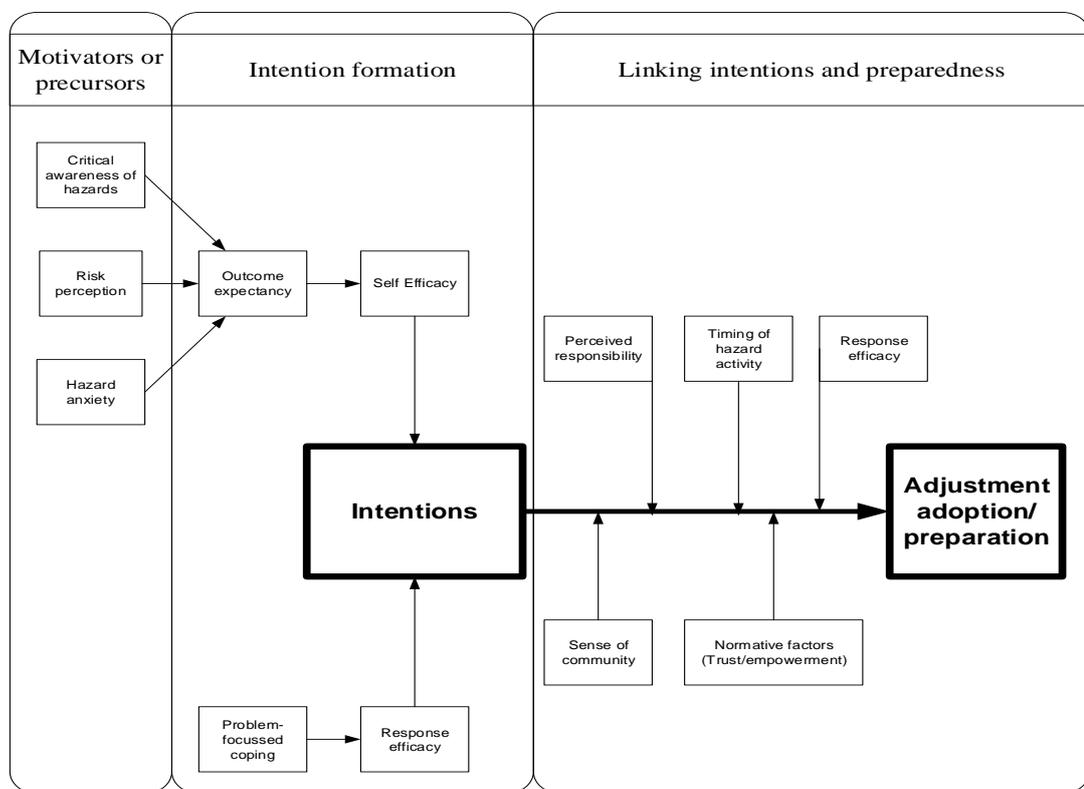 Motivators or
precursors
Intention formation
Linking intentions and preparedness
Critical
awareness of
hazards
Risk
perception
Hazard
anxiety
Outcome
expectancy
Self Efficacy
Perceived
responsibility
Timing of
hazard
activity
Response
efficacy
Intentions
Adjustment
adoption/
preparation
Sense of
community
Normative factors
(Trust/empowerment)
Problem-
focussed
coping
Response
efficacy